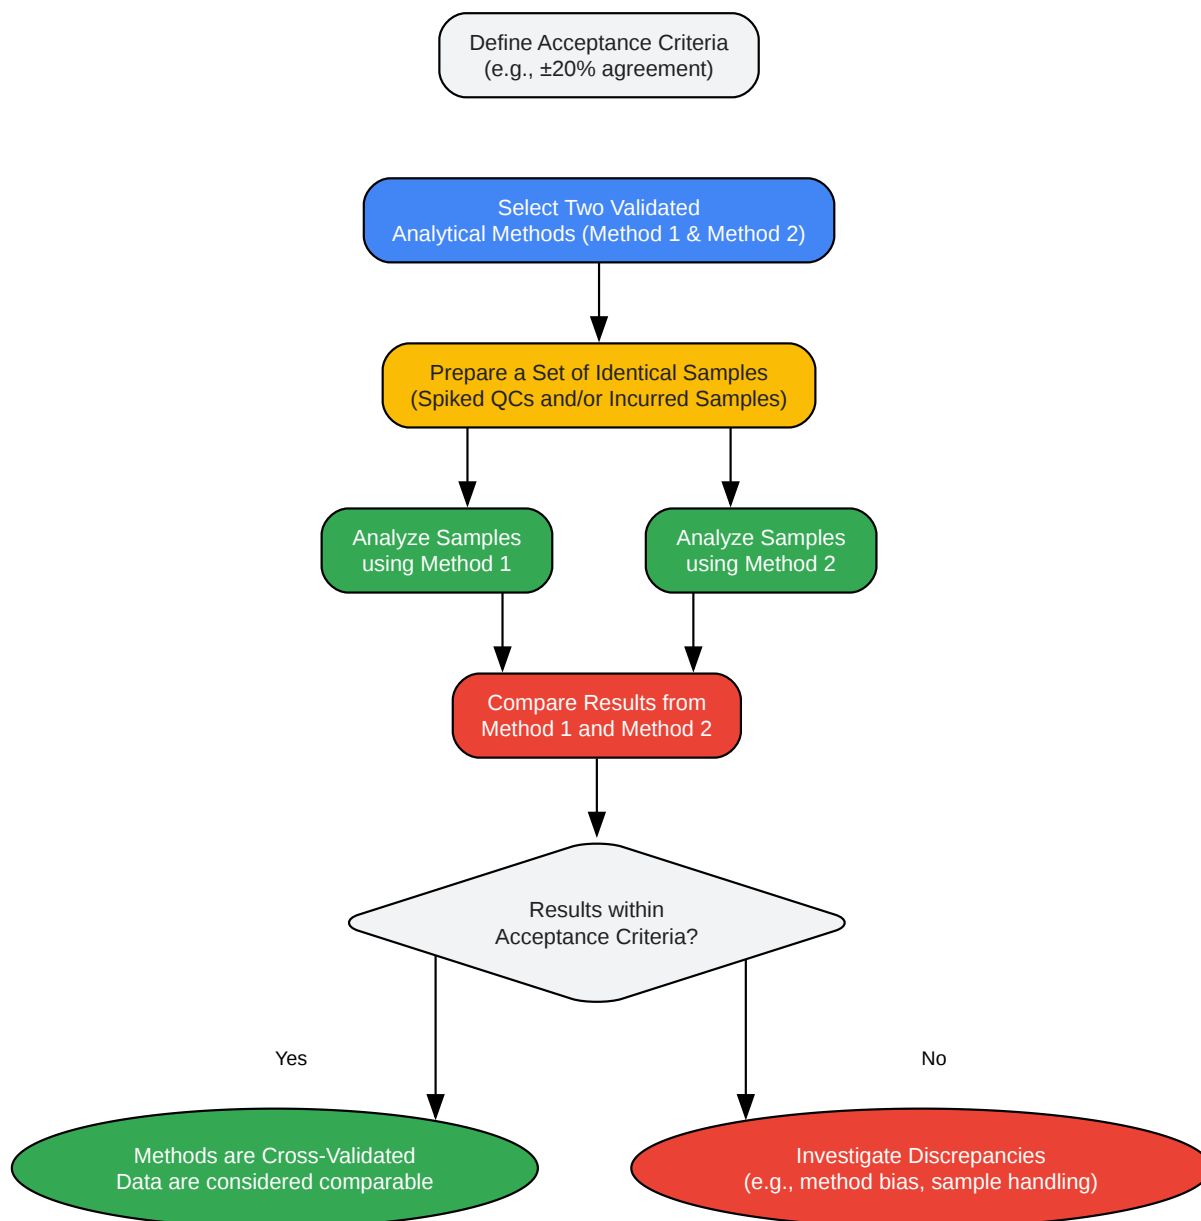 Define Acceptance Criteria
(e.g., ±20% agreement)
Select Two Validated
Analytical Methods (Method 1 & Method 2)
Prepare a Set of Identical Samples
(Spiked QCs and/or Incurred Samples)
Analyze Samples
using Method 1
Analyze Samples
using Method 2
Compare Results from
Method 1 and Method 2
Results within
Acceptance Criteria?
Yes
No
Methods are Cross-Validated
Data are considered comparable
Investigate Discrepancies
(e.g., method bias, sample handling)